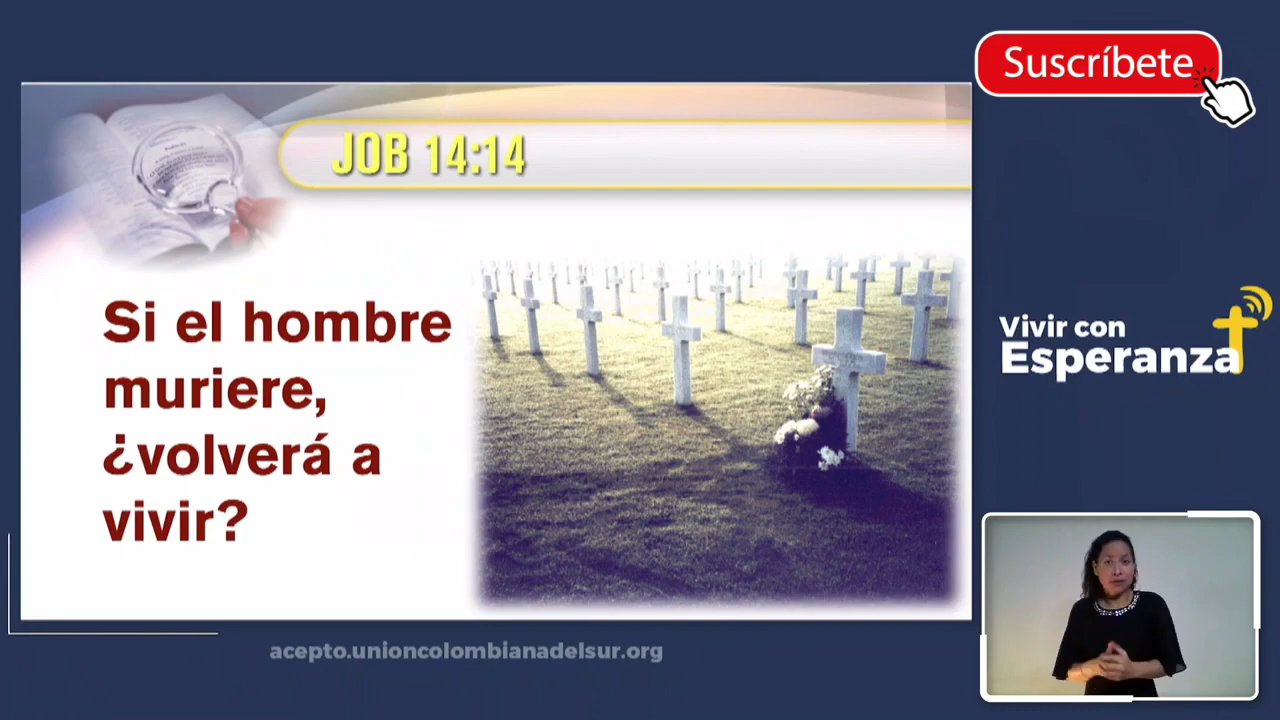 Suscríbete
JOB 14:14
Si el hombre
muriere,
¿volverá a
vivir?
Vivir con
Esperanza
acepto.unioncolombianadelsur.org